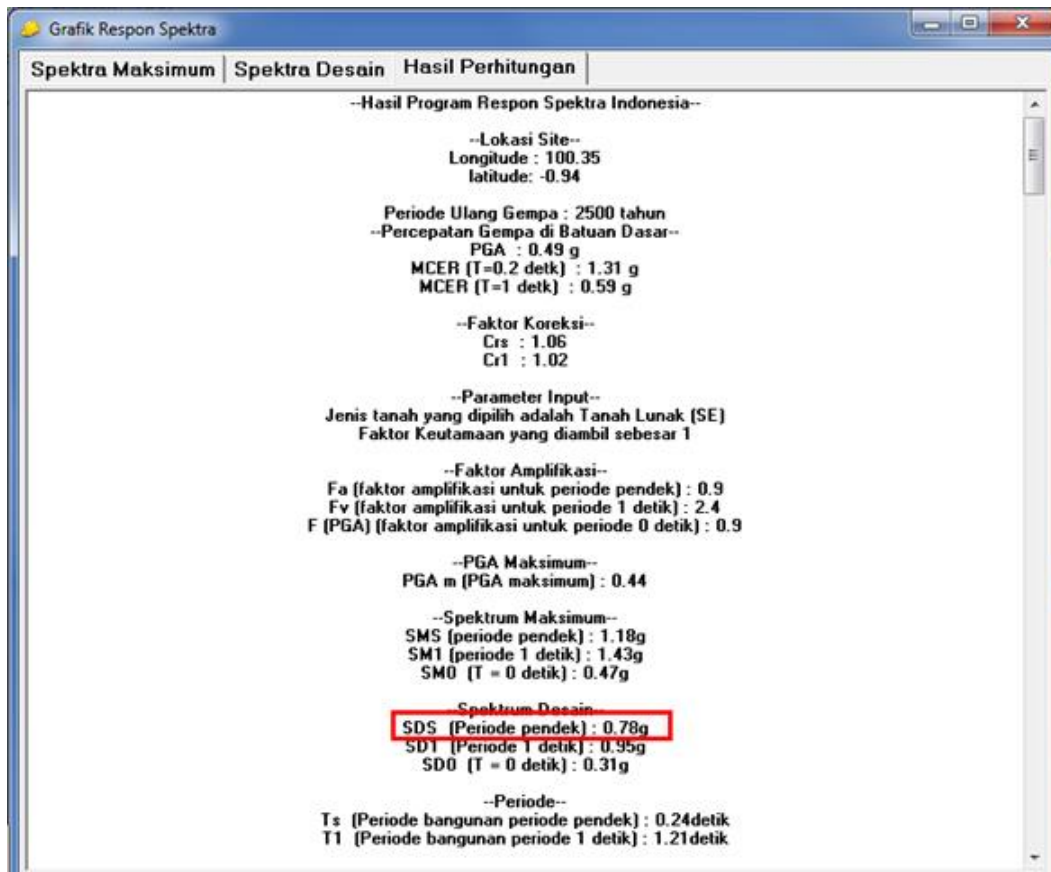 Grafik Respon Spektra
Spektra Maksimum Spektra Desain Hasil Perhitungan
--Hasil Program Respon Spektra Indonesia--
--Lokasi Site--
Longitude : 100.35
latitude: -0.94
Periode Ulang Gempa : 2500 tahun
--Percepatan Gempa di Batuan Dasar--
PGA : 0.49 g
MCER (T=0.2 detk) : 1.31 g
MCER (T=1 detk) : 0.59 g
--Faktor Koreksi--
Crs : 1.06
Cr1 : 1.02
--Parameter Input--
Jenis tanah yang dipilih adalah Tanah Lunak (SE)
Faktor Keutamaan yang diambil sebesar 1
--Faktor Amplifikasi--
Fa (faktor amplifikasi untuk periode pendek) : 0.9
Fv (faktor amplifikasi untuk periode 1 detik) : 2.4
F (PGA) (faktor amplifikasi untuk periode 0 detik) : 0.9
--PGA Maksimum--
PGA m (PGA maksimum) : 0.44
--Spektrum Maksimum--
SMS (periode pendek) : 1.18g
SM1 (periode 1 detik) : 1.43g
SM0 (T = 0 detik) : 0.47g
--Spektrum Desain--
SDS (Periode pendek) : 0.78g
SD1 (Periode 1 detik) : 0.95g
SD0 (T = 0 detik) : 0.31g
--Periode--
Ts (Periode bangunan periode pendek) : 0.24detik
T1 (Periode bangunan periode 1 detik) : 1.21detik